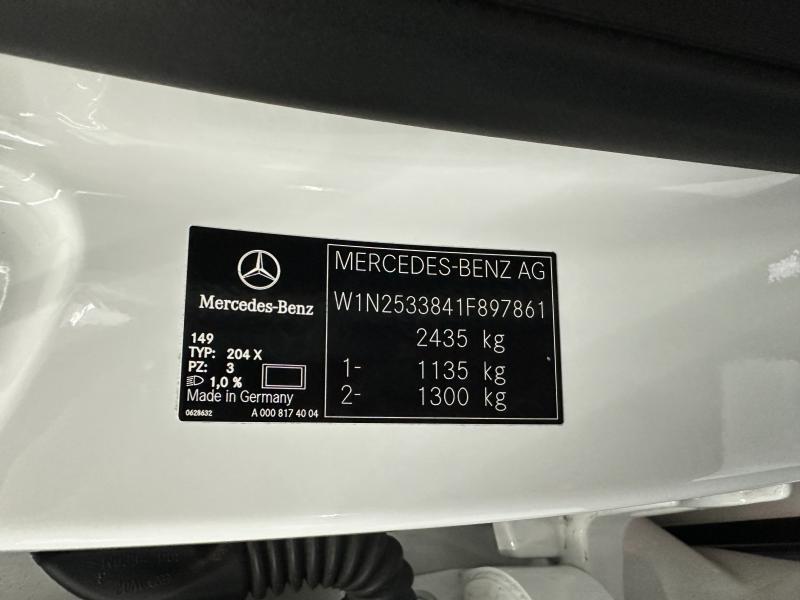 Mercedes-Benz
149
TYP: 204 X
PZ: 3
1,0 %
Made in Germany
0628632 A 000 817 40 04
MERCEDES-BENZ AG
W1N2533841F897861
2435 kg
1- 1135 kg
2- 1300 kg